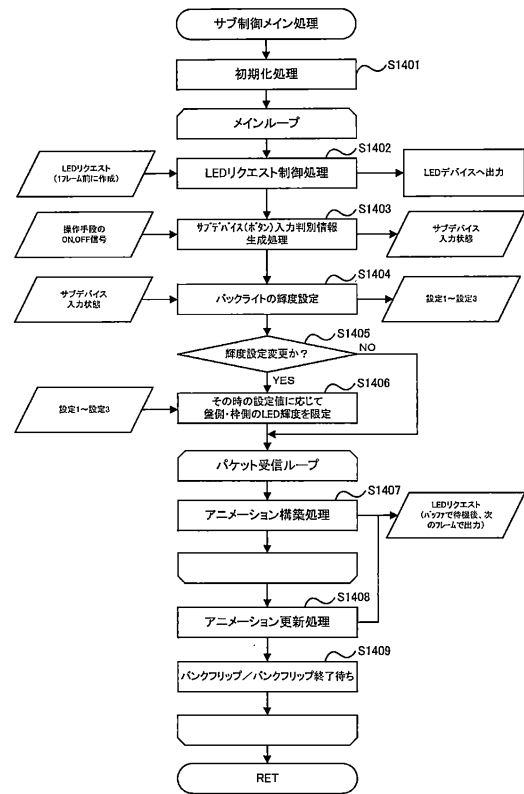 サブ制御メイン処理
S1401
初期化処理
メインループ
S1402
LEDリクエスト
(1フレーム前に作成)
LEDリクエスト制御処理
LEDデバイスへ出力
S1403
操作手段の
ON,OFF信号
サブデバイス(ボタン)入力判別情報
生成処理
サブデバイス
入力状態
S1404
サブデバイス
入力状態
バックライトの輝度設定
設定1~設定3
S1405
輝度設定変更か?
NO
YES
S1406
設定1~設定3
その時の設定値に応じて
盤側・枠側のLED輝度を限定
パケット受信ループ
S1407
アニメーション構築処理
LEDリクエスト
(バッファで待機後、次
のフレームで出力)
S1408
アニメーション更新処理
S1409
バンクフリップ/バンクフリップ終了待ち
RET